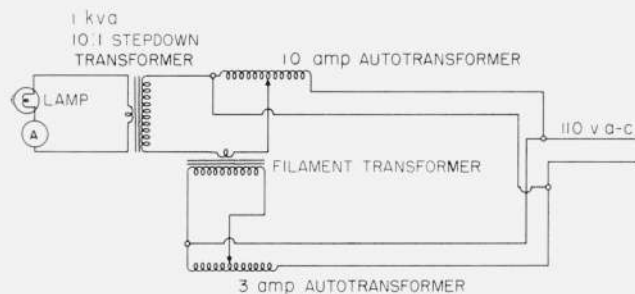 1 kva
10:1 STEPDOWN
TRANSFORMER
10 amp AUTOTRANSFORMER
LAMP
A
110 v a-c
FILAMENT TRANSFORMER
3 amp AUTOTRANSFORMER